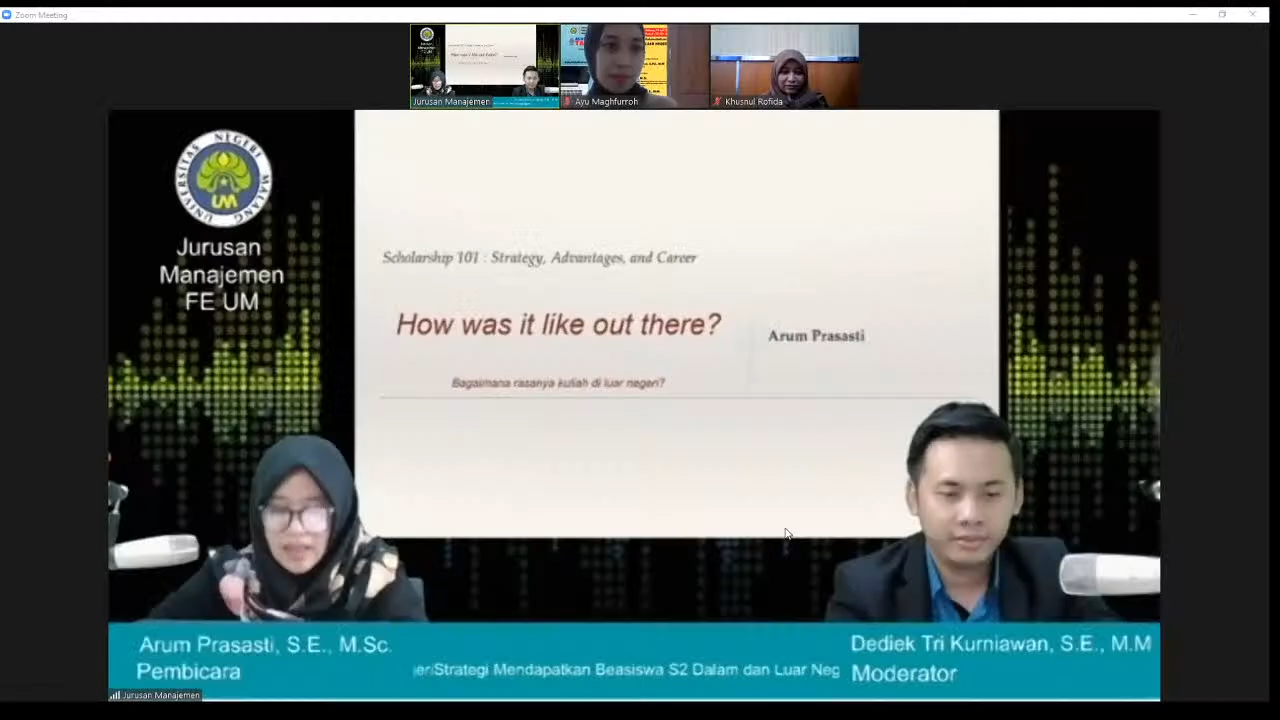 Zoom Meeting
Jurusan Manajemen
Ayu Maghfurroh
Khusnul Rofida
UNIVERSITAS NEGERI MALANG
UM
Jurusan
Manajemen
FE UM
Scholarship 101 : Strategy, Advantages, and Career
How was it like out there?
Arum Prasasti
Bagaimana rasanya kuliah di luar negeri?
Arum Prasasti, S.E., M.Sc.
Pembicara
eri Strategi Mendapatkan Beasiswa S2 Dalam dan Luar Neg
Dediek Tri Kurniawan, S.E., M.M
Moderator
Jurusan Manajemen